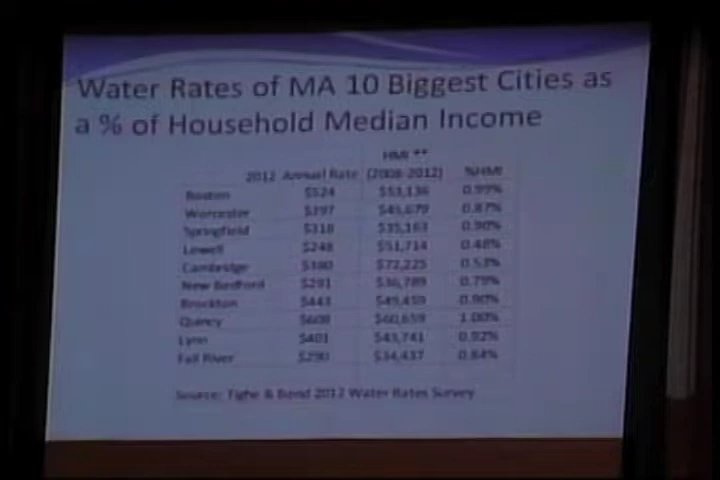 Water Rates of MA 10 Biggest Cities as
a % of Household Median Income
HMI **
2012 Annual Rate (2008-2012) %HMI
Boston $524 $53,136 0.99%
Worcester $397 $45,679 0.87%
Springfield $318 $35,163 0.90%
Lowell $248 $51,714 0.48%
Cambridge $380 $72,225 0.53%
New Bedford $291 $36,789 0.79%
Brockton $443 $49,459 0.90%
Quincy $608 $60,659 1.00%
Lynn $401 $43,741 0.92%
Fall River $290 $34,437 0.84%
Source: Tighe & Bond 2012 Water Rates Survey